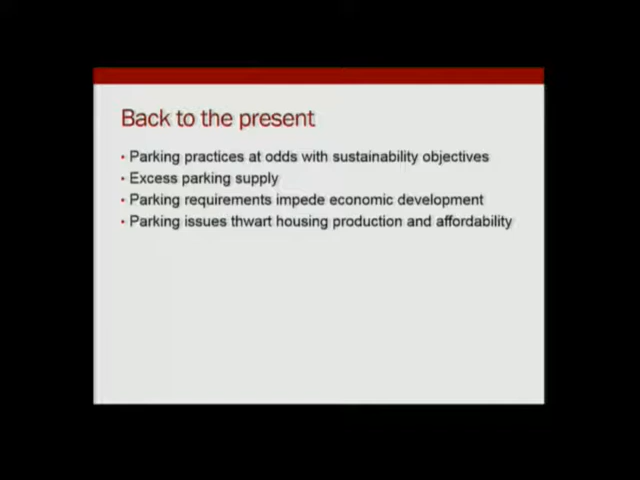 Back to the present
• Parking practices at odds with sustainability objectives
• Excess parking supply
• Parking requirements impede economic development
• Parking issues thwart housing production and affordability